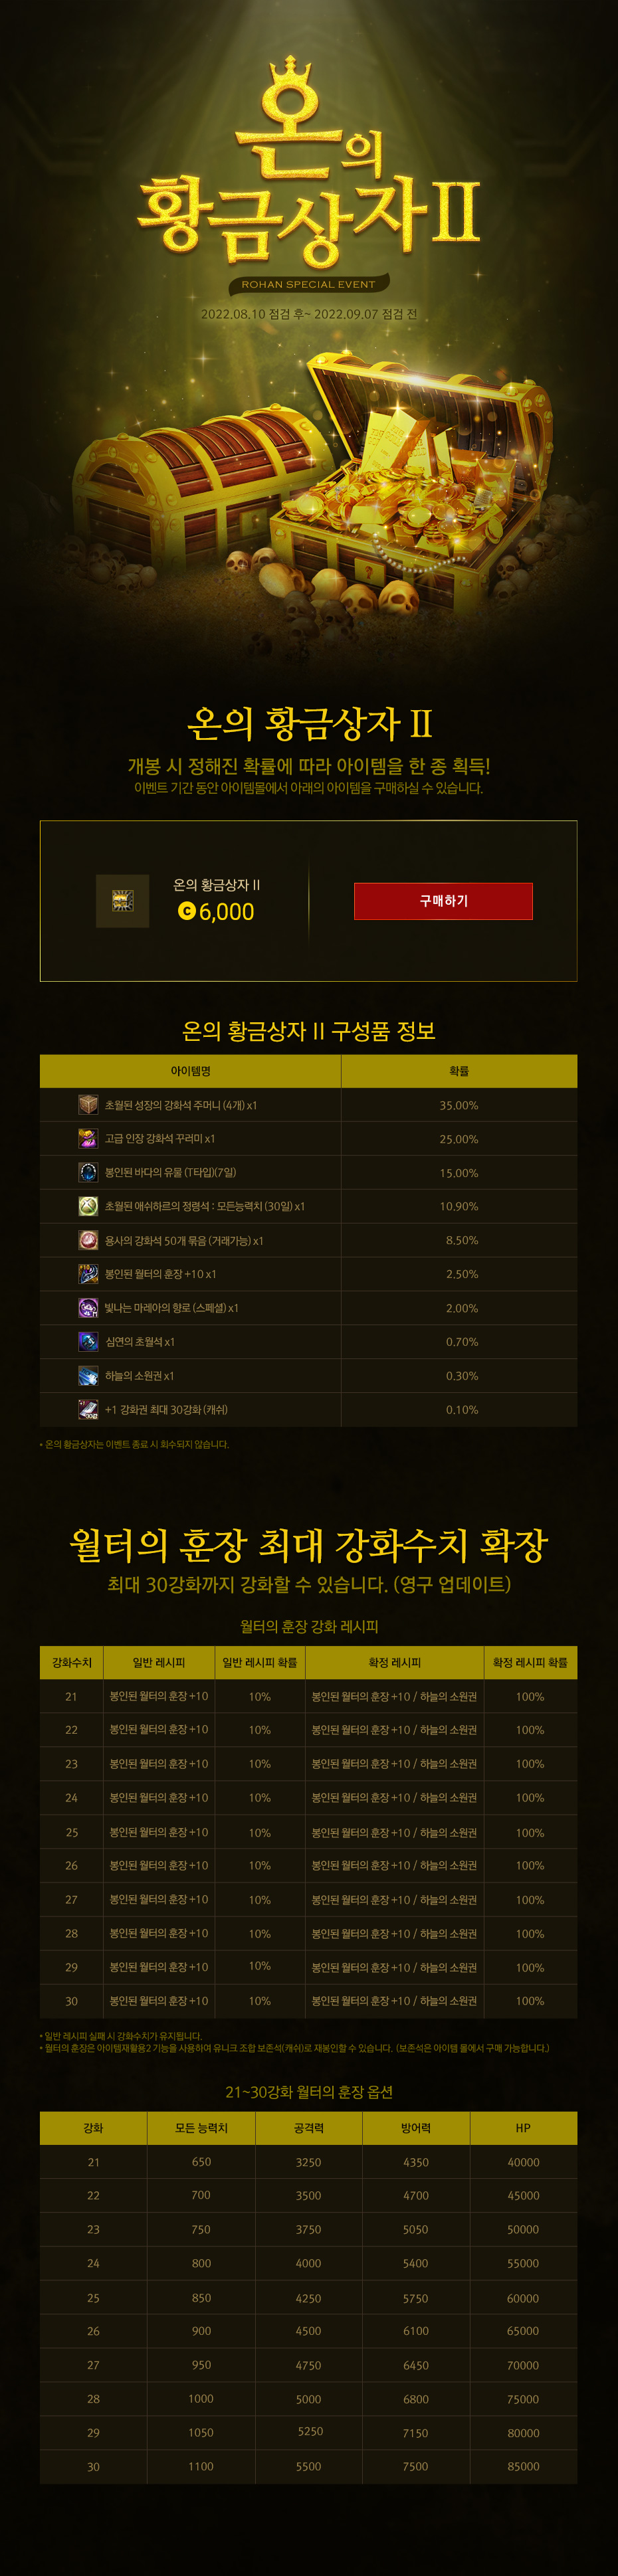 온의
황금상자 II
ROHAN SPECIAL EVENT
2022.08.10 점검 후~ 2022.09.07 점검 전
온의 황금상자 II
개봉 시 정해진 확률에 따라 아이템을 한 종 획득!
이벤트 기간 동안 아이템몰에서 아래의 아이템을 구매하실 수 있습니다.
온의 황금상자 II
C 6,000
구매하기
온의 황금상자 II 구성품 정보
아이템명 확률
초월된 성장의 강화석 주머니 (4개) x1 35.00%
고급 인장 강화석 꾸러미 x1 25.00%
봉인된 바다의 유물 (T타입)(7일) 15.00%
초월된 애쉬하르의 정령석 : 모든능력치 (30일) x1 10.90%
용사의 강화석 50개 묶음 (거래가능) x1 8.50%
봉인된 월터의 훈장 +10 x1 2.50%
빛나는 마레아의 향로 (스페셜) x1 2.00%
심연의 초월석 x1 0.70%
하늘의 소원권 x1 0.30%
+1 강화권 최대 30강화 (캐쉬) 0.10%
* 온의 황금상자는 이벤트 종료 시 회수되지 않습니다.
월터의 훈장 최대 강화수치 확장
최대 30강화까지 강화할 수 있습니다. (영구 업데이트)
월터의 훈장 강화 레시피
강화수치 일반 레시피 일반 레시피 확률 확정 레시피 확정 레시피 확률
21 봉인된 월터의 훈장 +10 10% 봉인된 월터의 훈장 +10 / 하늘의 소원권 100%
22 봉인된 월터의 훈장 +10 10% 봉인된 월터의 훈장 +10 / 하늘의 소원권 100%
23 봉인된 월터의 훈장 +10 10% 봉인된 월터의 훈장 +10 / 하늘의 소원권 100%
24 봉인된 월터의 훈장 +10 10% 봉인된 월터의 훈장 +10 / 하늘의 소원권 100%
25 봉인된 월터의 훈장 +10 10% 봉인된 월터의 훈장 +10 / 하늘의 소원권 100%
26 봉인된 월터의 훈장 +10 10% 봉인된 월터의 훈장 +10 / 하늘의 소원권 100%
27 봉인된 월터의 훈장 +10 10% 봉인된 월터의 훈장 +10 / 하늘의 소원권 100%
28 봉인된 월터의 훈장 +10 10% 봉인된 월터의 훈장 +10 / 하늘의 소원권 100%
29 봉인된 월터의 훈장 +10 10% 봉인된 월터의 훈장 +10 / 하늘의 소원권 100%
30 봉인된 월터의 훈장 +10 10% 봉인된 월터의 훈장 +10 / 하늘의 소원권 100%
* 일반 레시피 실패 시 강화수치가 유지됩니다.
* 월터의 훈장은 아이템재활용2 기능을 사용하여 유니크 조합 보존석(캐쉬)로 재봉인할 수 있습니다. (보존석은 아이템 몰에서 구매 가능합니다.)
21~30강화 월터의 훈장 옵션
강화 모든 능력치 공격력 방어력 HP
21 650 3250 4350 40000
22 700 3500 4700 45000
23 750 3750 5050 50000
24 800 4000 5400 55000
25 850 4250 5750 60000
26 900 4500 6100 65000
27 950 4750 6450 70000
28 1000 5000 6800 75000
29 1050 5250 7150 80000
30 1100 5500 7500 85000